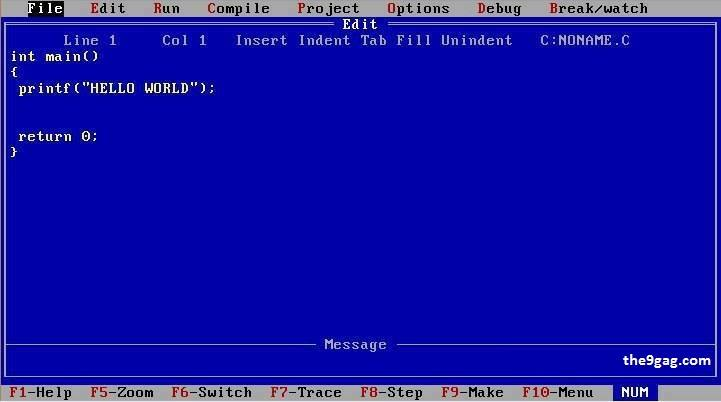 File Edit Run Compile Project Options Debug Break/watch
Edit
Line 1 Col 1 Insert Indent Tab Fill Unindent C:NONAME.C
int main()
{
printf("HELLO WORLD");
return 0;
}
Message
the9gag.com
F1-Help F5-Zoom F6-Switch F7-Trace F8-Step F9-Make F10-Menu NUM